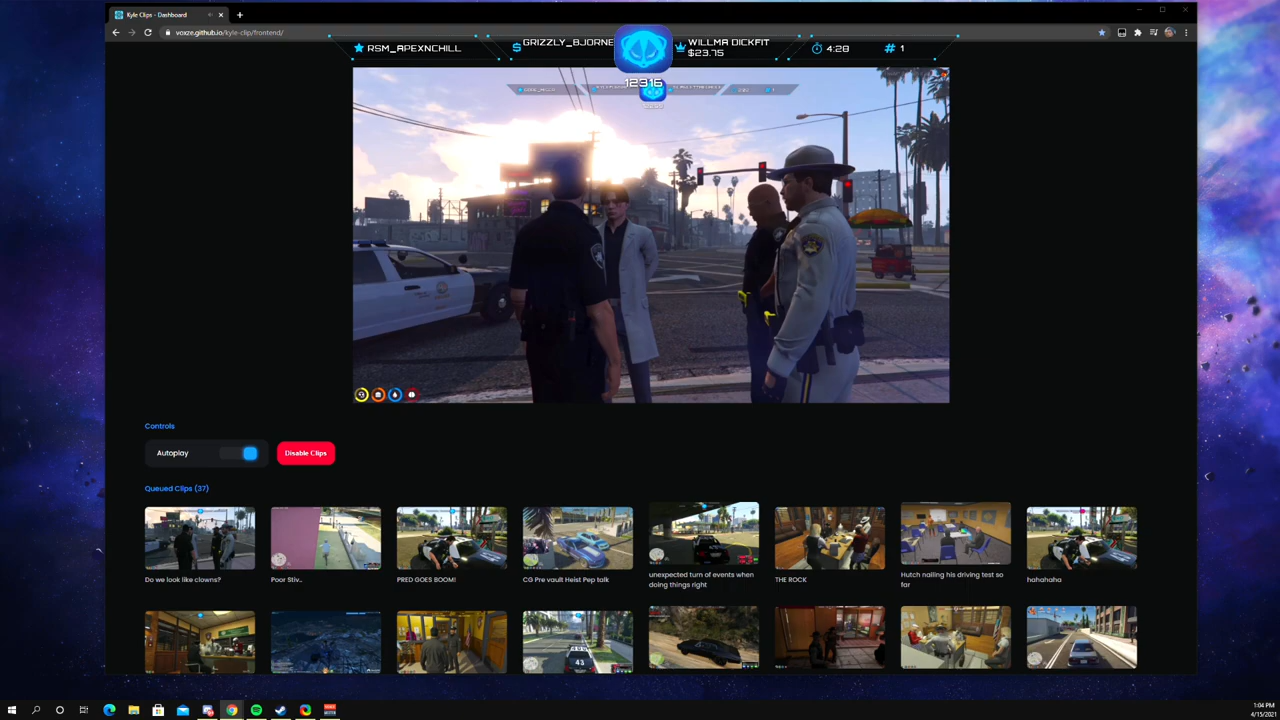 Kyle Clips - Dashboard
voxze.github.io/kyle-clip/frontend/
RSM_APEXNCHILL
GRIZZLY_BJORNE
WILLMA DICKFIT
$23.75
4:28
# 1
12316
Controls
Autoplay
Disable Clips
Queued Clips (37)
Do we look like clowns?
Poor Stiv..
PRED GOES BOOM!
CG Pre vault Heist Pep talk
unexpected turn of events when
doing things right
THE ROCK
Hutch nailing his driving test so
far
hahahaha
43
1:04 PM
4/15/2021